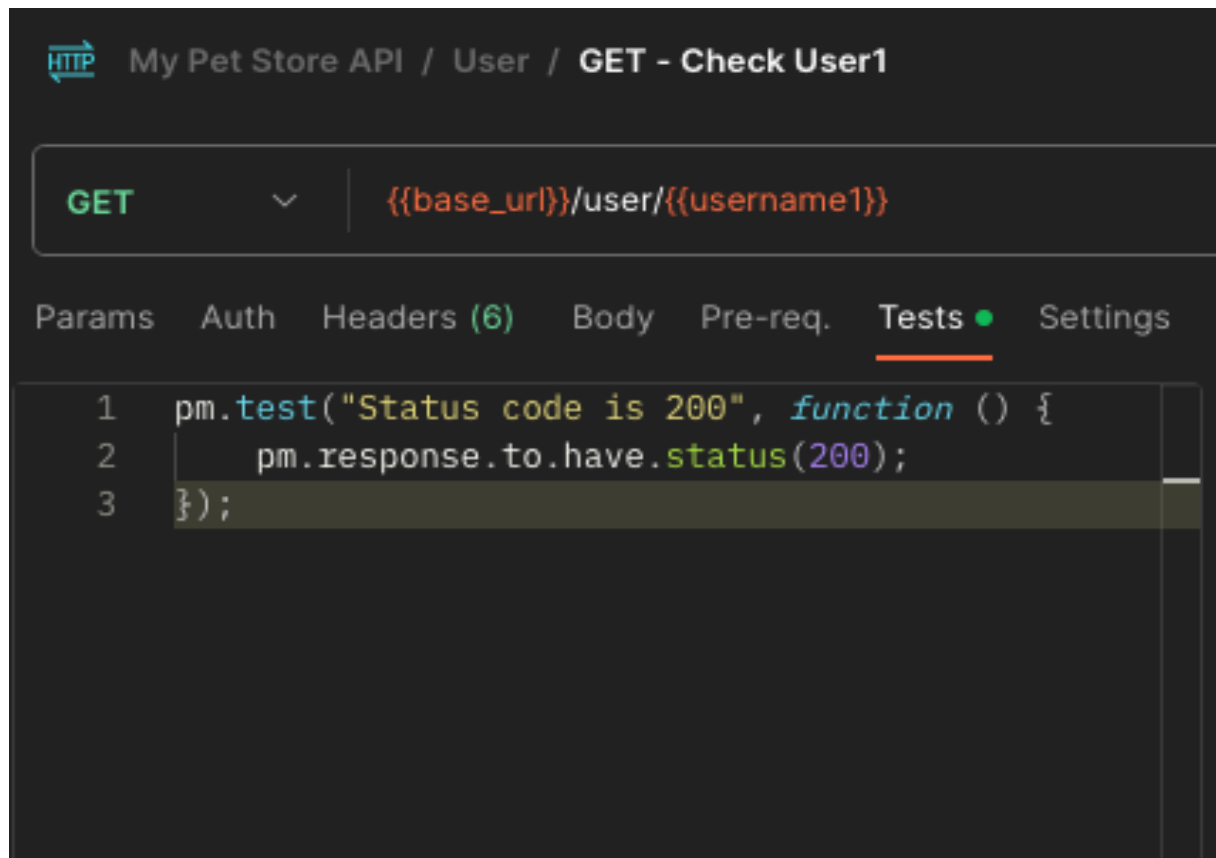 HTTP My Pet Store API / User / GET - Check User1
GET {{base_url}}/user/{{username1}}
Params Auth Headers (6) Body Pre-req. Tests Settings
1 pm.test("Status code is 200", function () {
2 pm.response.to.have.status(200);
3 });